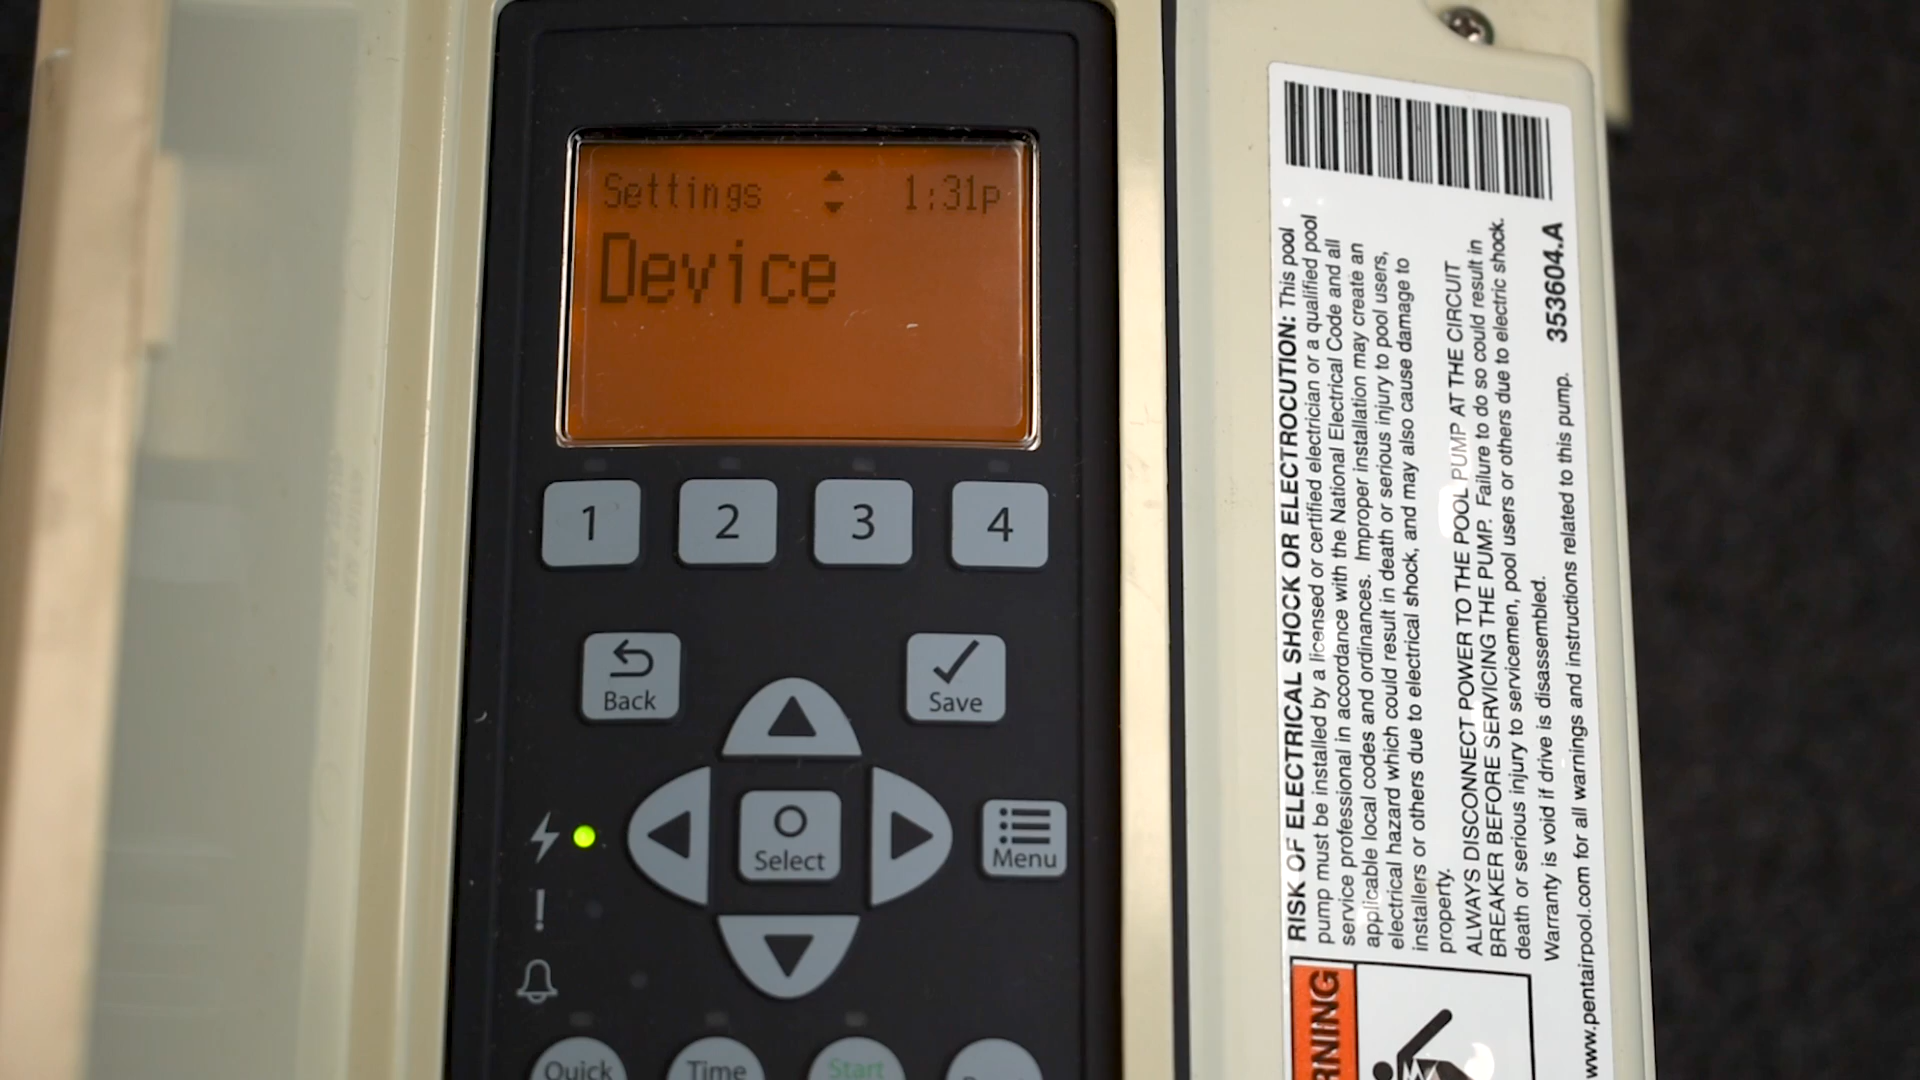 Settings 1:31p
Device
1 2 3 4
Back Save
Select Menu
Quick Time Start
353604.A
RISK OF ELECTRICAL SHOCK OR ELECTROCUTION: This pool
pump must be installed by a licensed or certified electrician or a qualified pool
service professional in accordance with the National Electrical Code and all
applicable local codes and ordinances. Improper installation may create an
electrical hazard which could result in death or serious injury to pool users,
installers or others due to electrical shock, and may also cause damage to
property.
ALWAYS DISCONNECT POWER TO THE POOL PUMP AT THE CIRCUIT
BREAKER BEFORE SERVICING THE PUMP. Failure to do so could result in
death or serious injury to servicemen, pool users or others due to electric shock.
Warranty is void if drive is disassembled.
www.pentairpool.com for all warnings and instructions related to this pump.
RNING